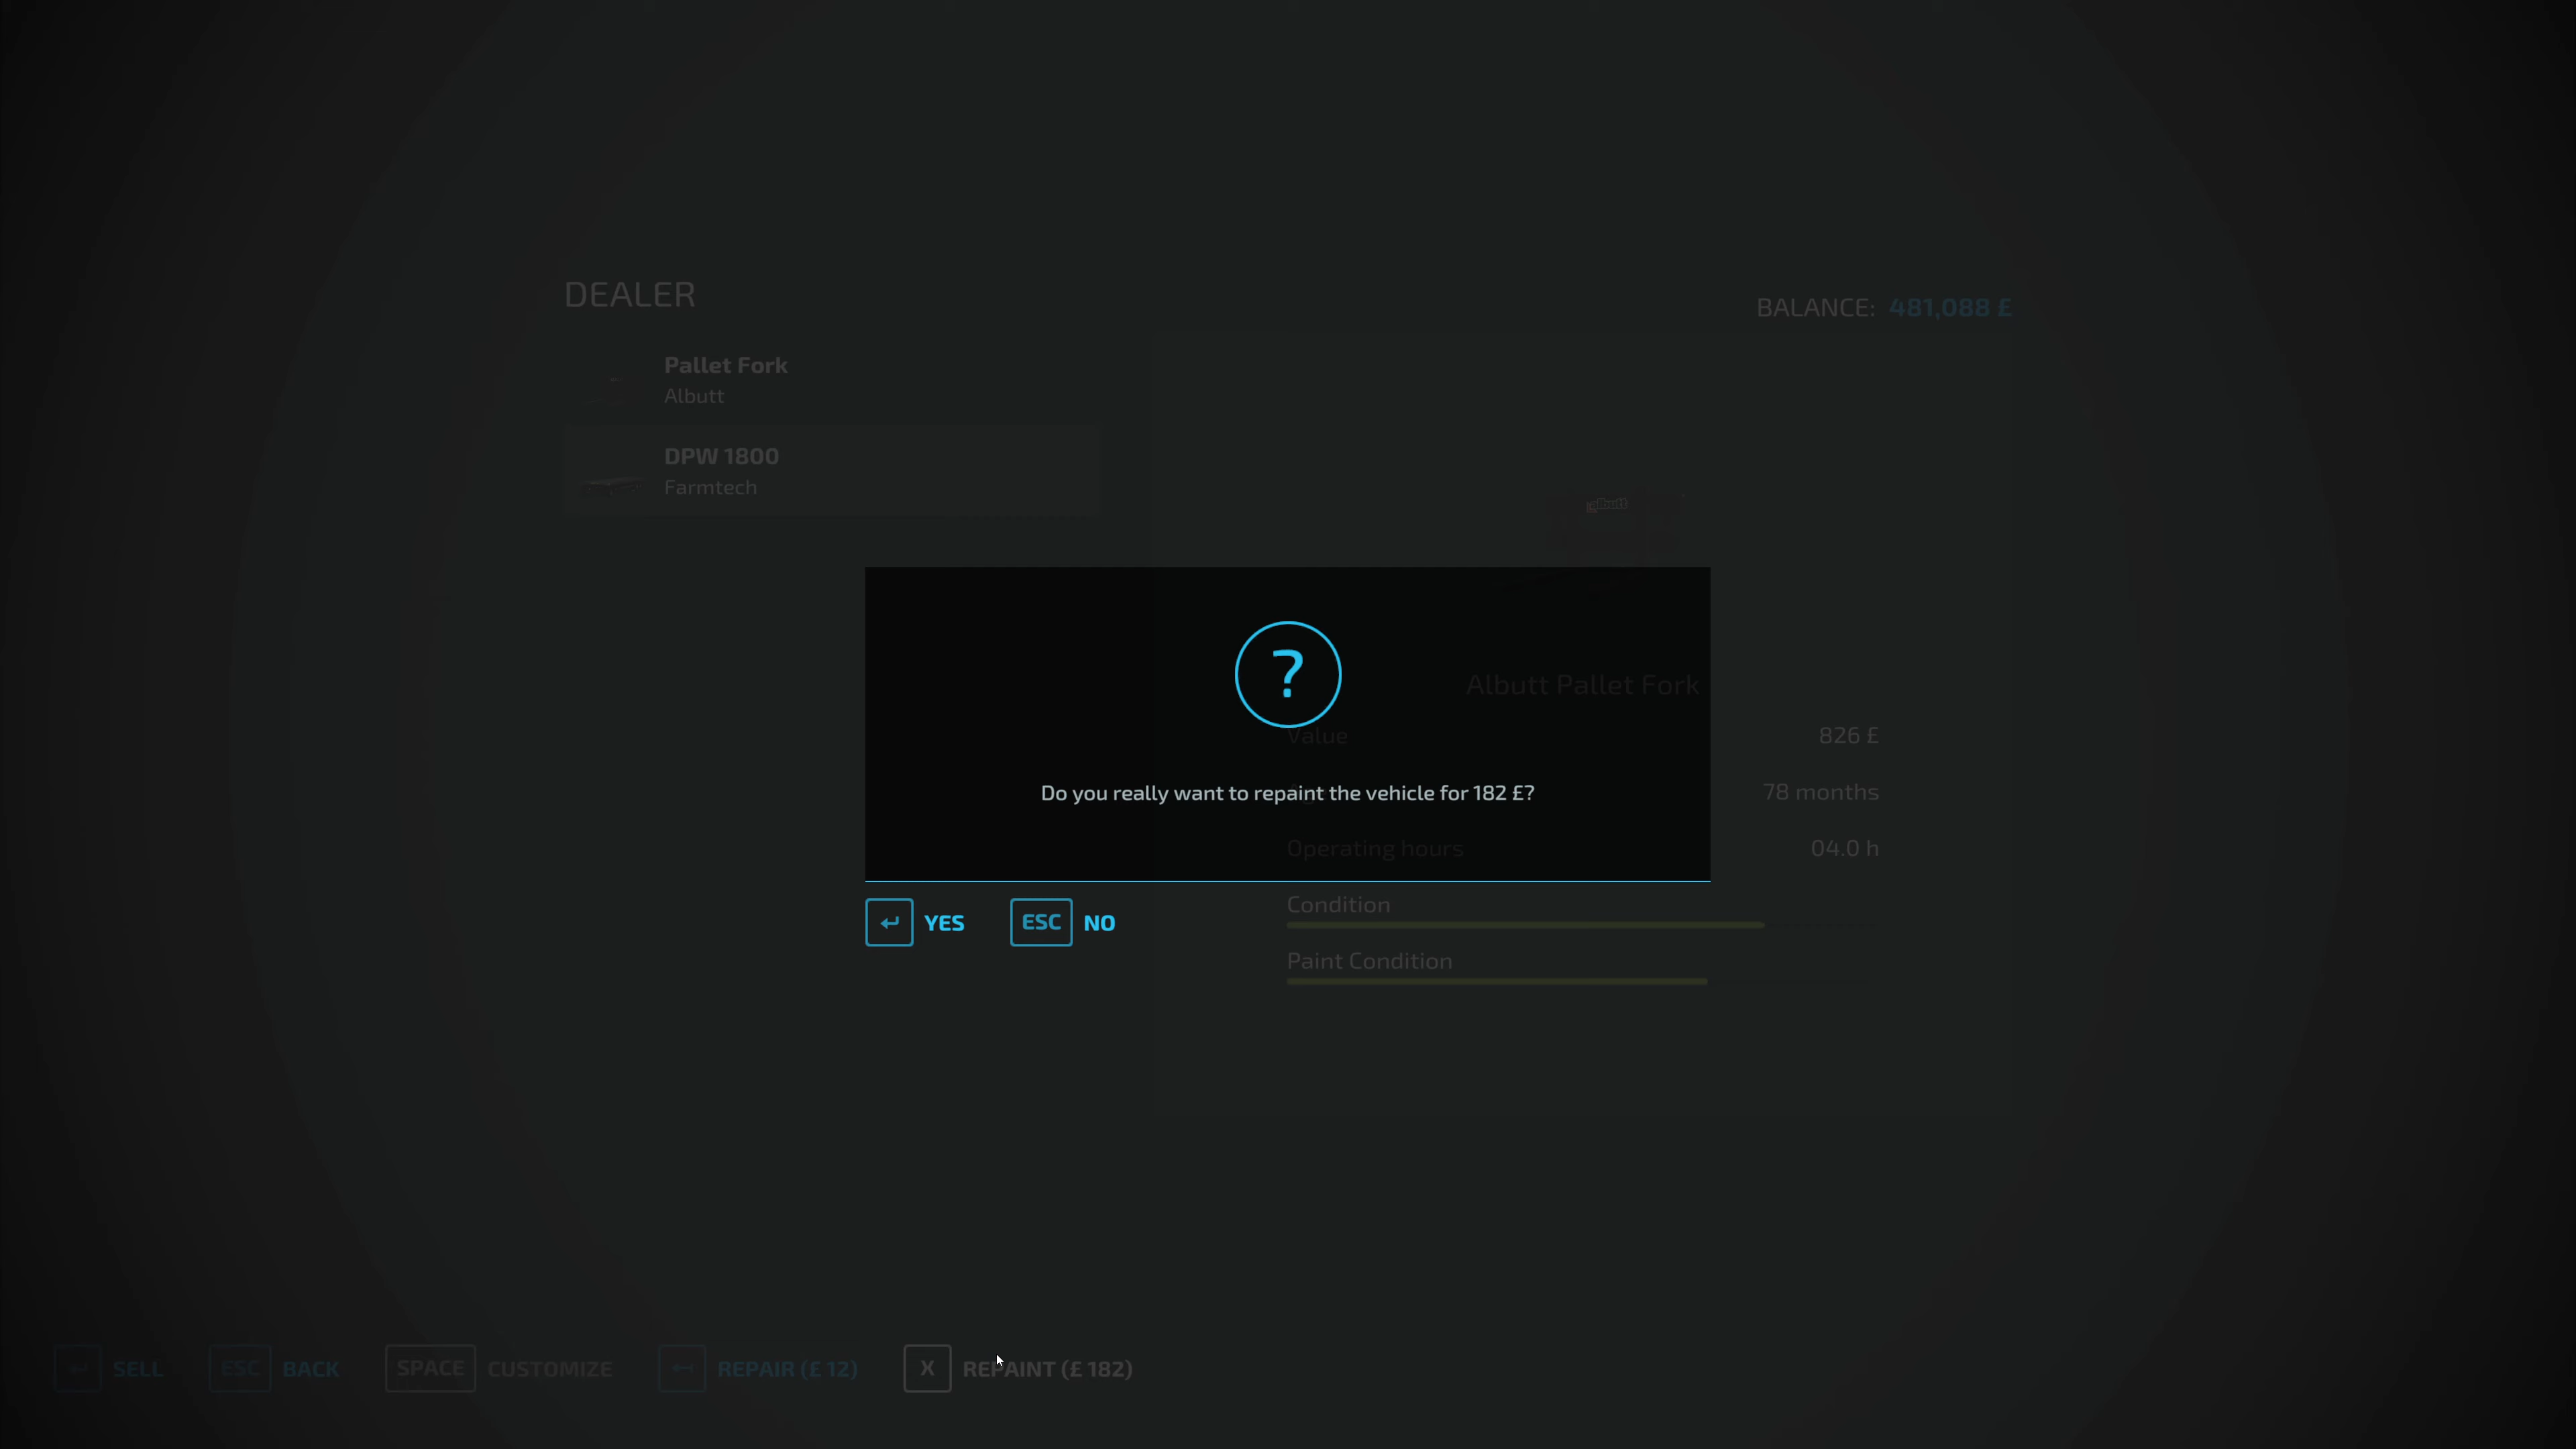 DEALER
BALANCE: 481,088 £
Pallet Fork
Albutt
DPW 1800
Farmtech
albutt
Albutt Pallet Fork
Value 826 £
Do you really want to repaint the vehicle for 182 £?
78 months
Operating hours 04.0 h
YES
ESC NO
Condition
Paint Condition
SELL
ESC BACK
SPACE CUSTOMIZE
REPAIR (£ 12)
X REPAINT (£ 182)